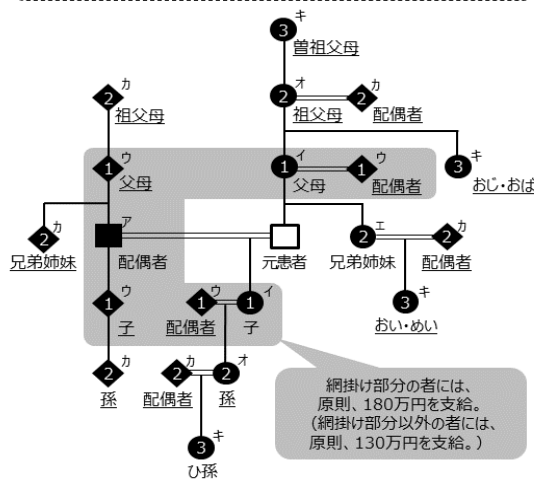 3 キ
曽祖父母
2 カ
祖父母
2 オ
祖父母
2 カ
配偶者
1 ウ
父母
1 イ
父母
1 ウ
配偶者
3 キ
おじ・おば
2 カ
兄弟姉妹
ア
配偶者
元患者
2 エ
兄弟姉妹
2 カ
配偶者
1 ウ
子
1 ウ
配偶者
1 イ
子
3 キ
おい・めい
2 カ
孫
2 カ
配偶者
2 オ
孫
3 キ
ひ孫
網掛け部分の者には、
原則、180万円を支給。
（網掛け部分以外の者には、
原則、130万円を支給。）